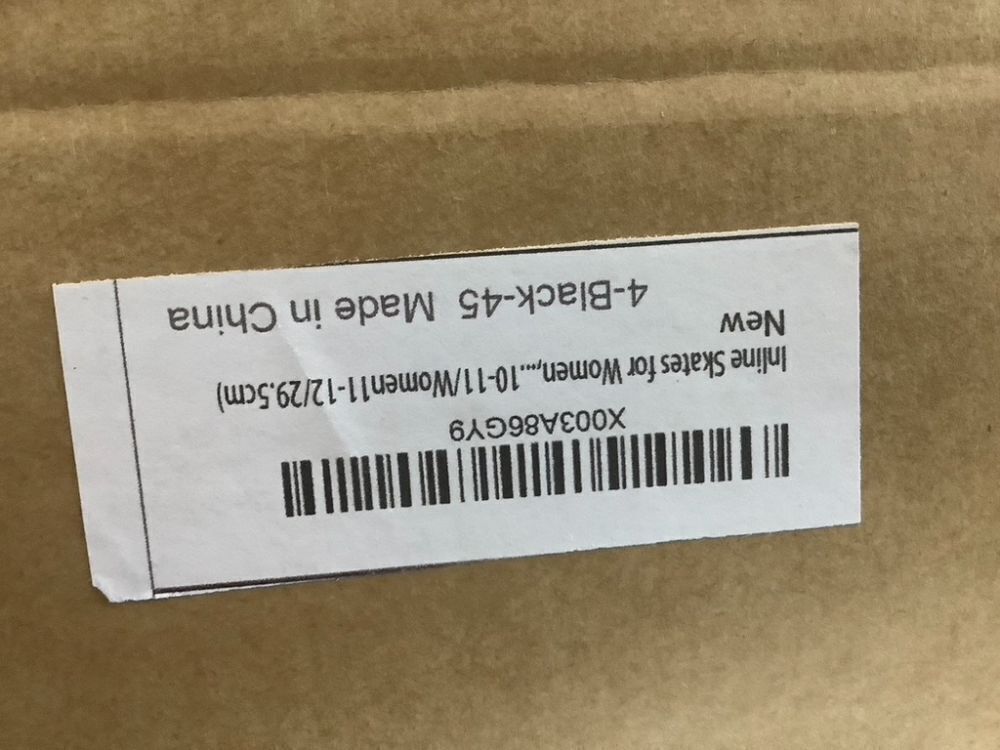 X003A86GY9
Inline Skates for Women,...10-11/Women11-12/29.5cm)
New
4-Black-45 Made in China